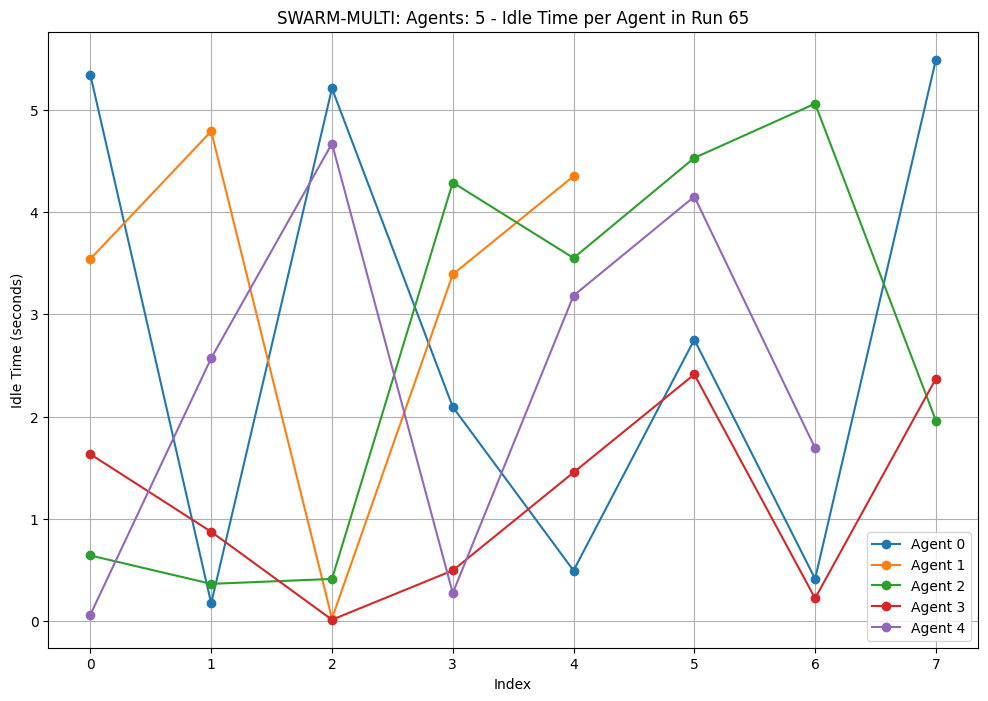 SWARM-MULTI: Agents: 5 - Idle Time per Agent in Run 65
Idle Time (seconds)
5
4
3
2
1
0
0 1 2 3 4 5 6 7
Index
Agent 0
Agent 1
Agent 2
Agent 3
Agent 4